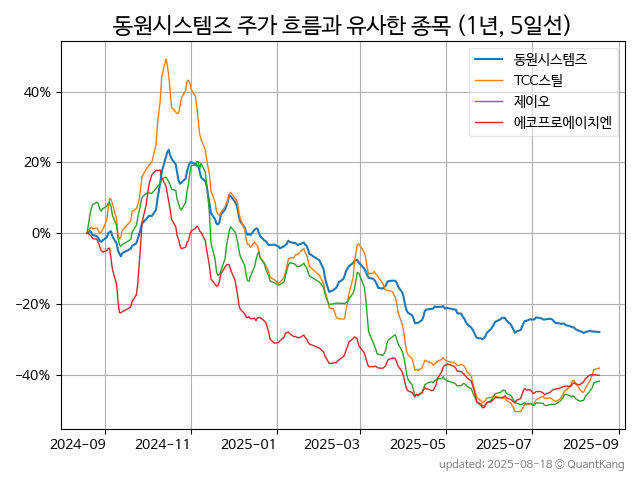 동원시스템즈 주가 흐름과 유사한 종목 (1년, 5일선)
동원시스템즈
TCC스틸
제이오
에코프로에이치엔
40%
20%
0%
−20%
−40%
2024-09 2024-11 2025-01 2025-03 2025-05 2025-07 2025-09
updated: 2025-08-18 © QuantKang